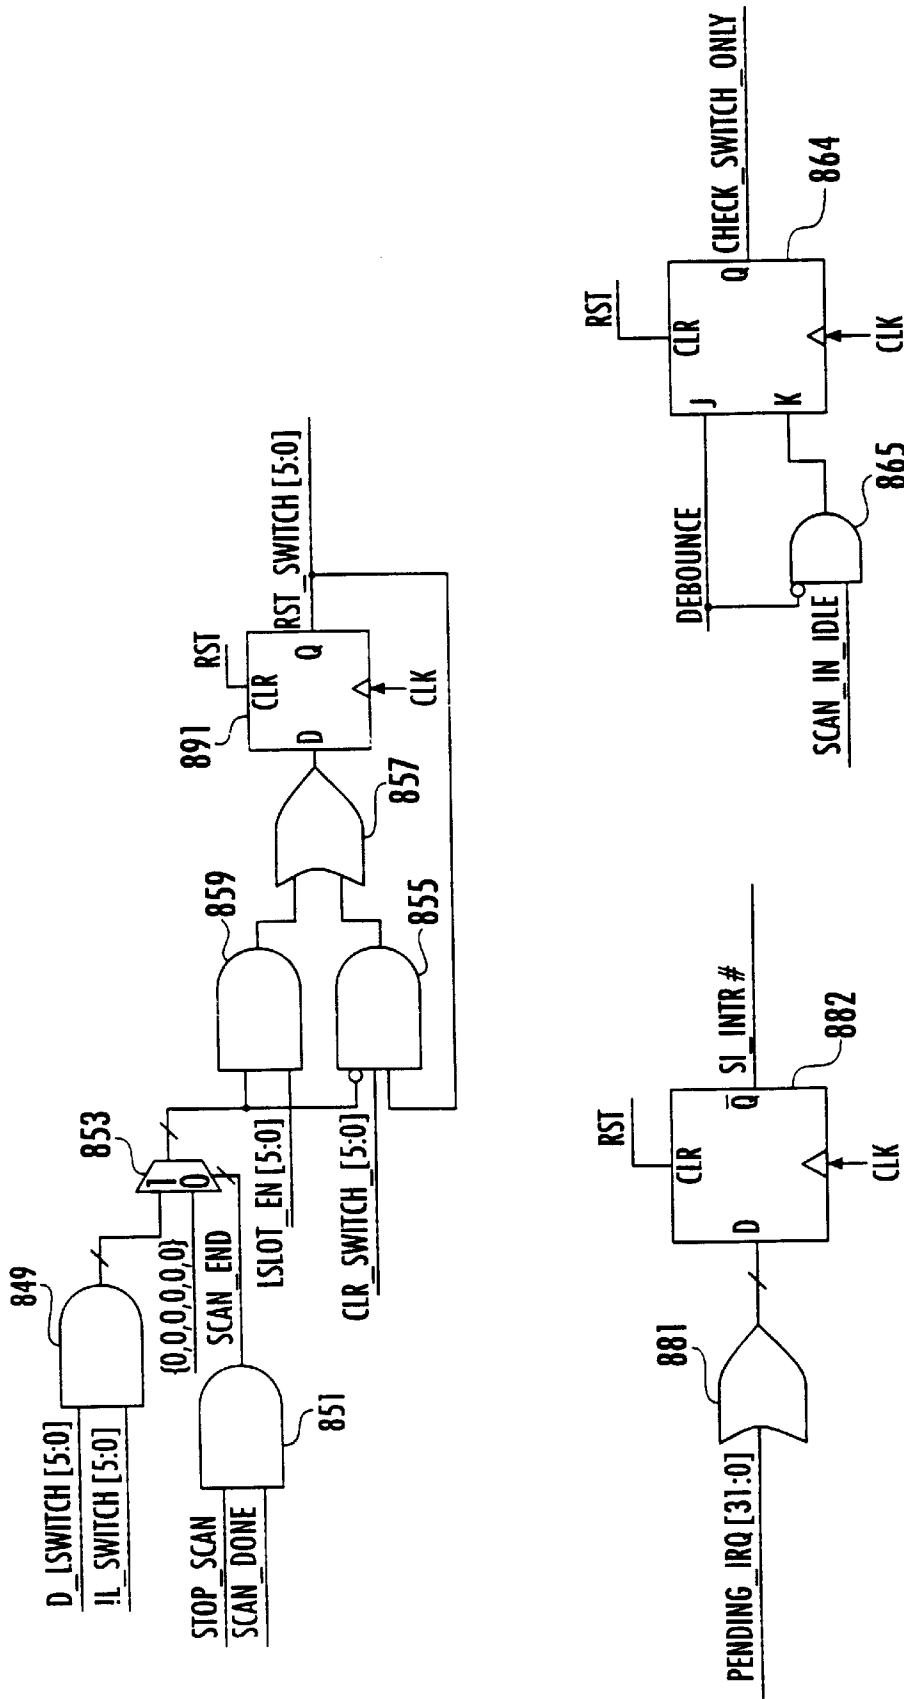 D_LSWITCH [5:0]
!L_SWITCH [5:0]
849
{0,0,0,0,0,0}
1
0
853
STOP_SCAN
SCAN_DONE
851
SCAN_END
LSLOT_EN [5:0]
CLR_SWITCH_[5:0}
859
855
857
891
RST
CLR
D
Q
CLK
RST_SWITCH [5:0]
PENDING_IRQ [31:0]
881
RST
CLR
D
Q̅
CLK
882
SI_INTR#
DEBOUNCE
SCAN_IN_IDLE
865
RST
CLR
J
K
Q
CLK
864
CHECK_SWITCH_ONLY